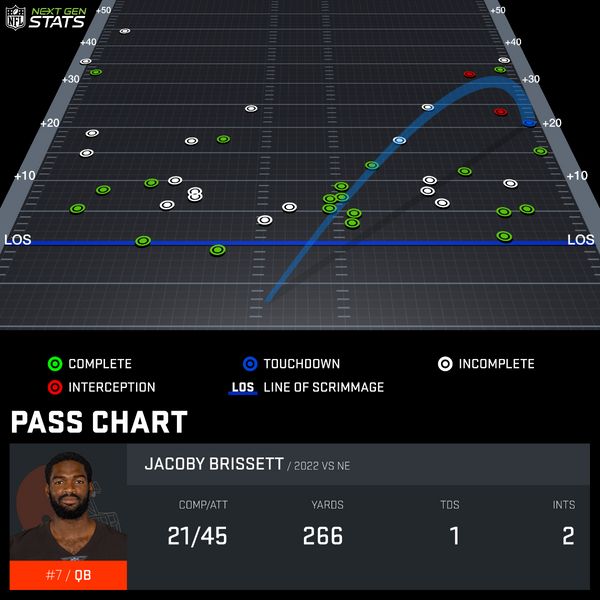 NFL NEXT GEN
STATS
+50 +50
+40 +40
+30 +30
+20 +20
+10 +10
LOS LOS
COMPLETE TOUCHDOWN INCOMPLETE
INTERCEPTION LOS LINE OF SCRIMMAGE
PASS CHART
JACOBY BRISSETT / 2022 VS NE
COMP/ATT YARDS TDS INTS
21/45 266 1 2
#7 / QB